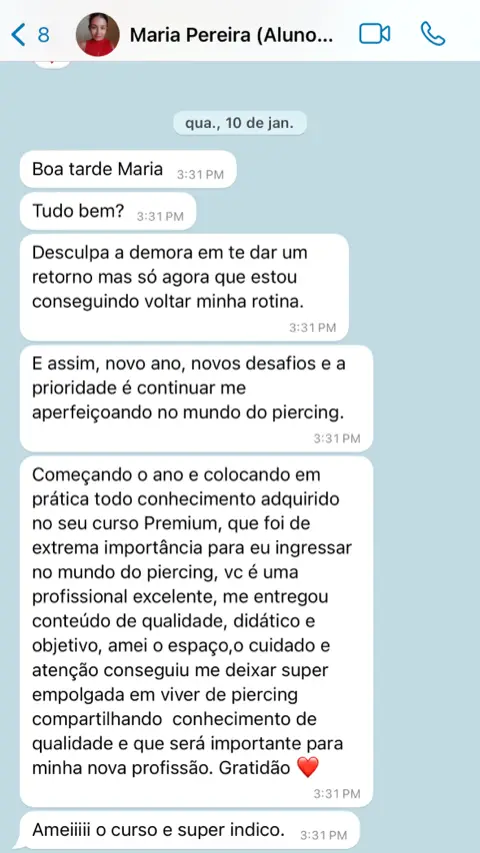 8
Maria Pereira (Aluno...
qua., 10 de jan.
Boa tarde Maria 3:31 PM
Tudo bem? 3:31 PM
Desculpa a demora em te dar um
retorno mas só agora que estou
conseguindo voltar minha rotina.
3:31 PM
E assim, novo ano, novos desafios e a
prioridade é continuar me
aperfeiçoando no mundo do piercing.
3:31 PM
Começando o ano e colocando em
prática todo conhecimento adquirido
no seu curso Premium, que foi de
extrema importância para eu ingressar
no mundo do piercing, vc é uma
profissional excelente, me entregou
conteúdo de qualidade, didático e
objetivo, amei o espaço,o cuidado e
atenção conseguiu me deixar super
empolgada em viver de piercing
compartilhando  conhecimento de
qualidade e que será importante para
minha nova profissão. Gratidão ❤️
3:31 PM
Ameiiiii o curso e super indico. 3:31 PM